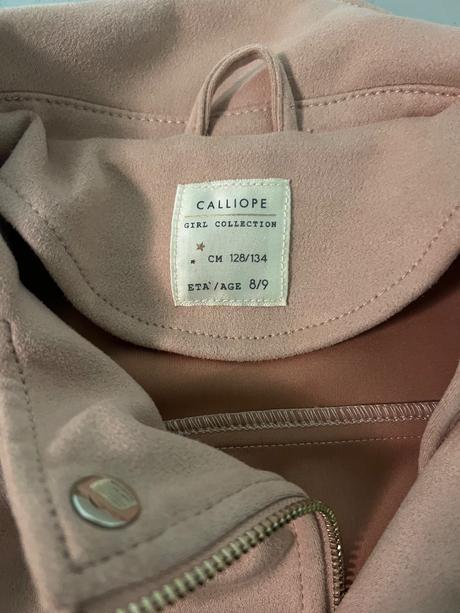 CALLIOPE
GIRL COLLECTION
CM 128/134
ETA'/AGE 8/9